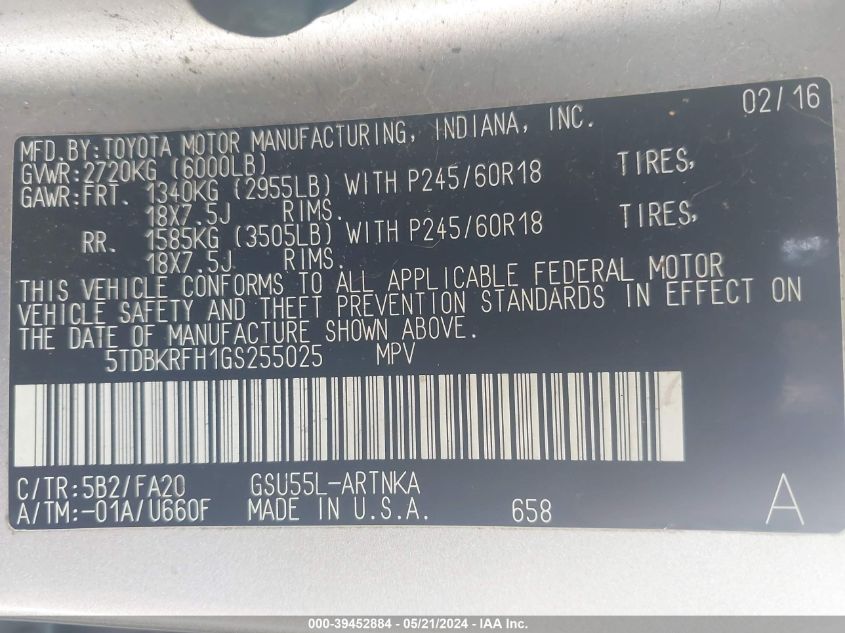 02/16
MFD.BY:TOYOTA MOTOR MANUFACTURING, INDIANA, INC.
GVWR:2720KG (6000LB)
GAWR:FRT. 1340KG (2955LB) WITH P245/60R18 TIRES,
18X7.5J RIMS.
RR. 1585KG (3505LB) WITH P245/60R18 TIRES,
18X7.5J RIMS.
THIS VEHICLE CONFORMS TO ALL APPLICABLE FEDERAL MOTOR
VEHICLE SAFETY AND THEFT PREVENTION STANDARDS IN EFFECT ON
THE DATE OF MANUFACTURE SHOWN ABOVE.
5TDBKRFH1GS255025 MPV
C/TR:5B2/FA20 GSU55L-ARTNKA
A/TM:-01A/U660F MADE IN U.S.A. 658 A
000-39452884 — 05/21/2024 — IAA Inc.